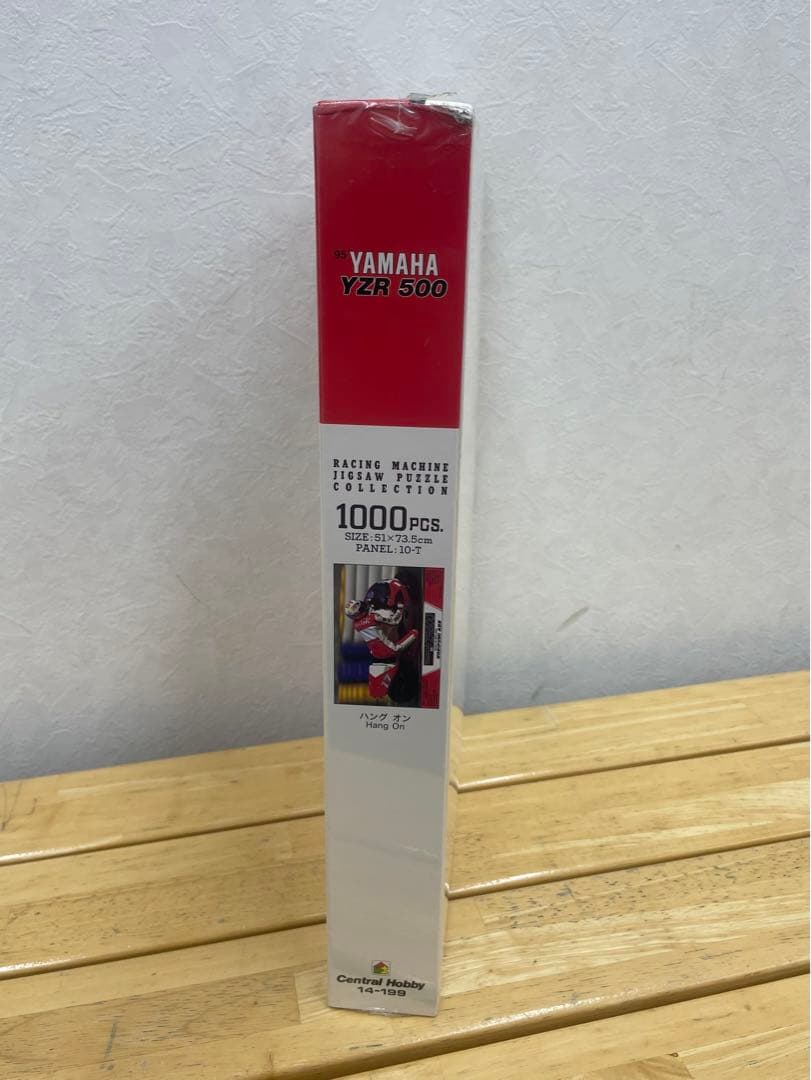 95 YAMAHA
YZR 500
RACING MACHINE
JIGSAW PUZZLE
COLLECTION
1000PCS.
SIZE:51×73.5cm
PANEL:10-T
ハング オン
Hang On
Central Hobby
14-199